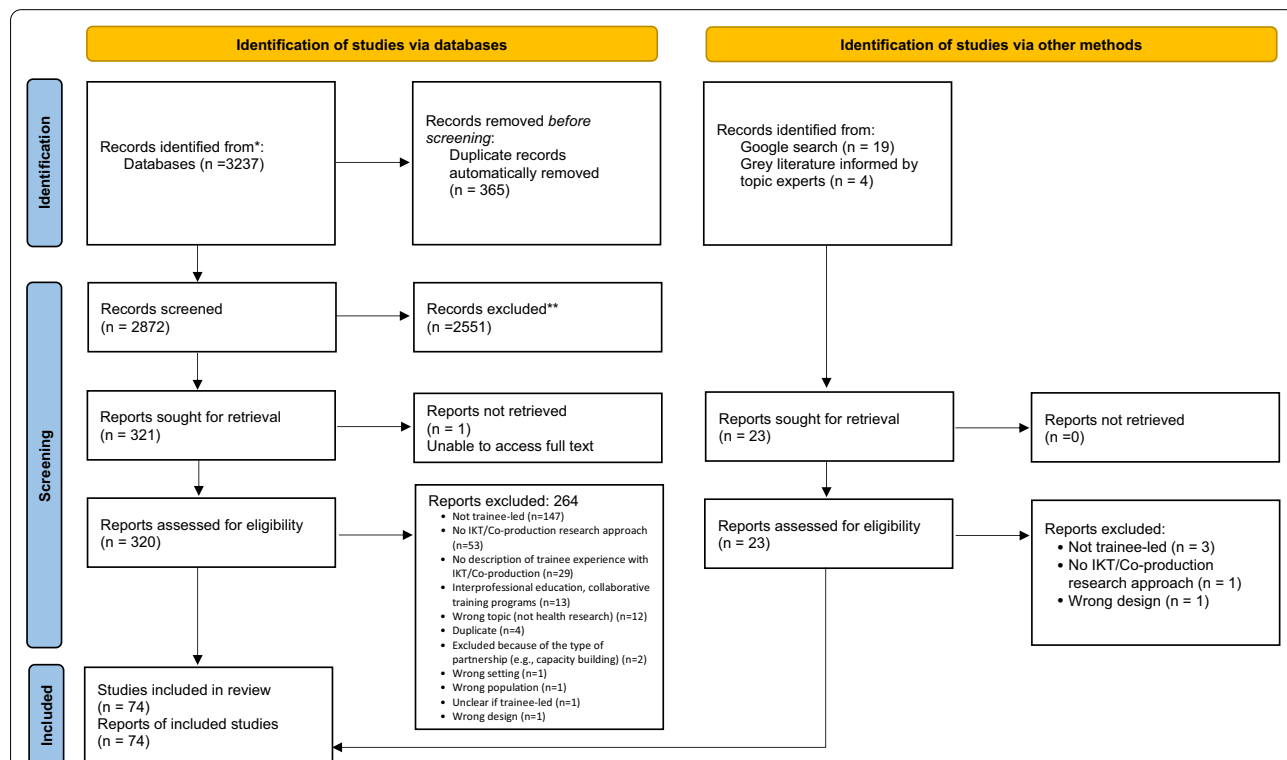 Identification of studies via databases
Identification of studies via other methods
Identification
Records identified from*:
Databases (n =3237)
Records removed before
screening:
Duplicate records
automatically removed
(n = 365)
Records identified from:
Google search (n = 19)
Grey literature informed by
topic experts (n = 4)
Screening
Records screened
(n = 2872)
Records excluded**
(n =2551)
Reports sought for retrieval
(n = 321)
Reports not retrieved
(n = 1)
Unable to access full text
Reports sought for retrieval
(n = 23)
Reports not retrieved
(n =0)
Reports assessed for eligibility
(n = 320)
Reports excluded: 264
• Not trainee-led (n=147)
• No IKT/Co-production research approach
(n=53)
• No description of trainee experience with
IKT/Co-production (n=29)
• Interprofessional education, collaborative
training programs (n=13)
• Wrong topic (not health research) (n=12)
• Duplicate (n=4)
• Excluded because of the type of
partnership (e.g., capacity building) (n=2)
• Wrong setting (n=1)
• Wrong population (n=1)
• Unclear if trainee-led (n=1)
• Wrong design (n=1)
Reports assessed for eligibility
(n = 23)
Reports excluded:
• Not trainee-led (n = 3)
• No IKT/Co-production
research approach (n = 1)
• Wrong design (n = 1)
Included
Studies included in review
(n = 74)
Reports of included studies
(n = 74)